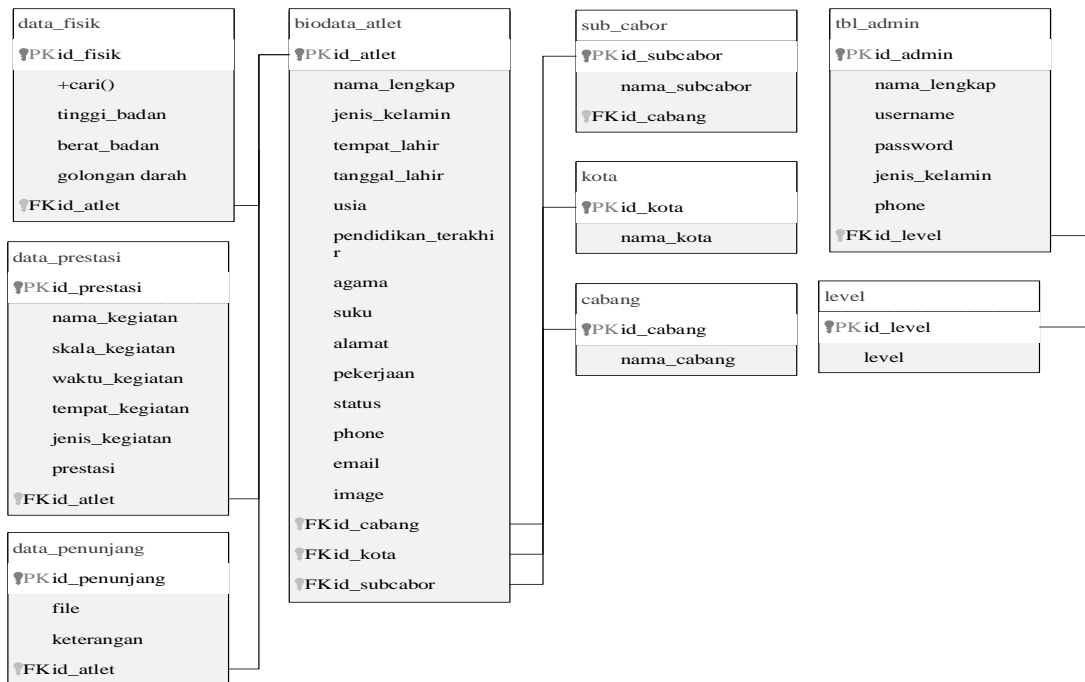 data_fisik
PK id_fisik
+cari()
tinggi_badan
berat_badan
golongan darah
FK id_atlet
data_prestasi
PK id_prestasi
nama_kegiatan
skala_kegiatan
waktu_kegiatan
tempat_kegiatan
jenis_kegiatan
prestasi
FK id_atlet
data_penunjang
PK id_penunjang
file
keterangan
FK id_atlet
biodata_atlet
PK id_atlet
nama_lengkap
jenis_kelamin
tempat_lahir
tanggal_lahir
usia
pendidikan_terakhi
r
agama
suku
alamat
pekerjaan
status
phone
email
image
FK id_cabang
FK id_kota
FK id_subcabor
sub_cabor
PK id_subcabor
nama_subcabor
FK id_cabang
kota
PK id_kota
nama_kota
cabang
PK id_cabang
nama_cabang
tbl_admin
PK id_admin
nama_lengkap
username
password
jenis_kelamin
phone
FK id_level
level
PK id_level
level